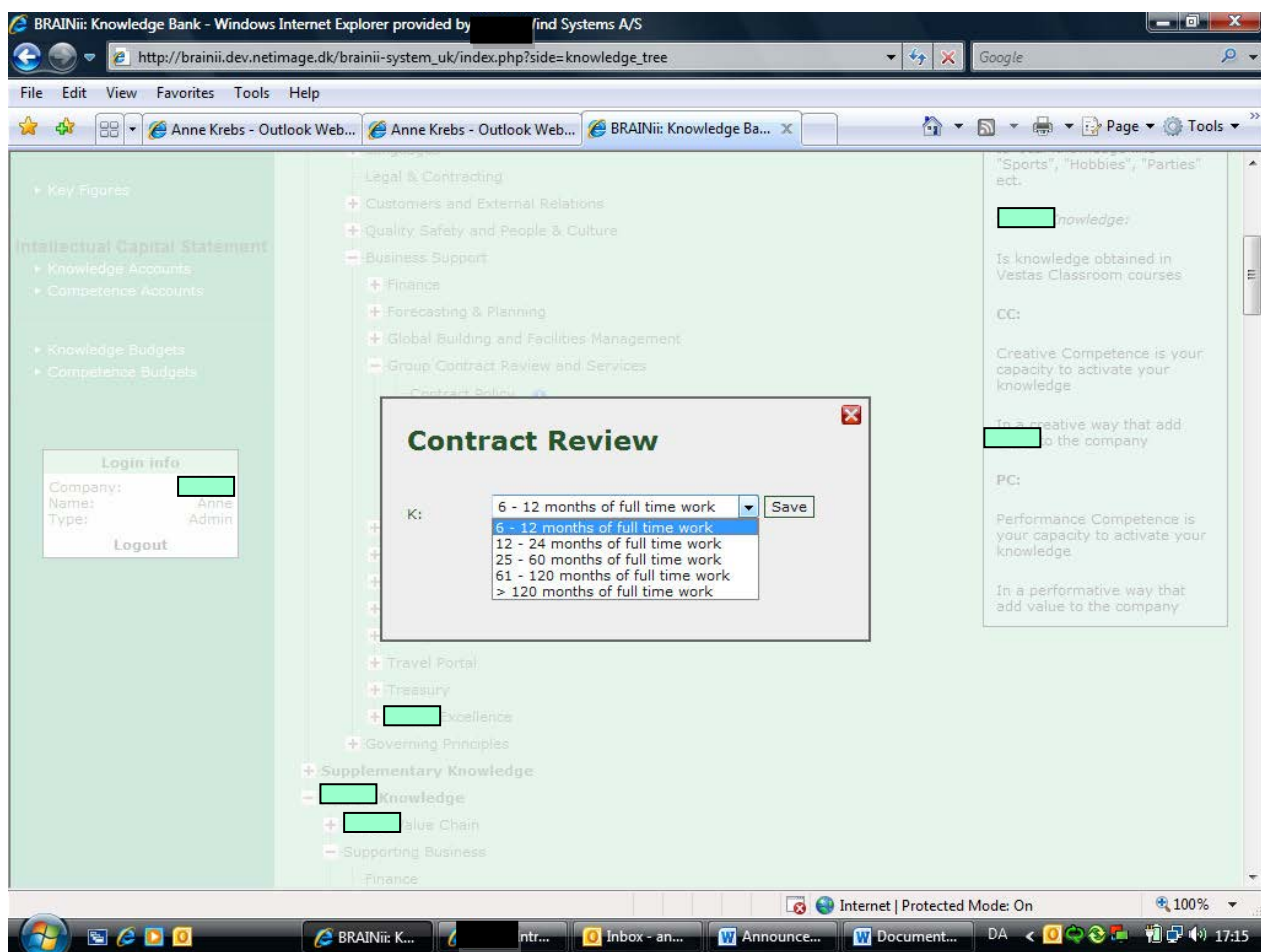 BRAINii: Knowledge Bank - Windows Internet Explorer provided by Wind Systems A/S
http://brainii.dev.netimage.dk/brainii-system_uk/index.php?side=knowledge_tree
Google
File Edit View Favorites Tools Help
Anne Krebs - Outlook Web...
Anne Krebs - Outlook Web...
BRAINii: Knowledge Ba...
Page
Tools
Key Figures
Intellectual Capital Statement
Knowledge Accounts
Competence Accounts
Knowledge Budgets
Competence Budgets
Login info
Company:
Name: Anne
Type: Admin
Logout
Languages
Legal & Contracting
Customers and External Relations
Quality Safety and People & Culture
Business Support
Finance
Forecasting & Planning
Global Building and Facilities Management
Group Contract Review and Services
Contract Policy
Contract Review
K:
6 - 12 months of full time work
Save
6 - 12 months of full time work
12 - 24 months of full time work
25 - 60 months of full time work
61 - 120 months of full time work
> 120 months of full time work
Travel Portal
Treasury
Excellence
Governing Principles
Supplementary Knowledge
Knowledge
Value Chain
Supporting Business
Finance
"Sports", "Hobbies", "Parties"
ect.
Knowledge:
Is knowledge obtained in
Vestas Classroom courses
CC:
Creative Competence is your
capacity to activate your
knowledge
In a creative way that add
to the company
PC:
Performance Competence is
your capacity to activate your
knowledge
In a performative way that
add value to the company
Internet | Protected Mode: On
100%
BRAINii: K...
ntr...
Inbox - an...
Announce...
Document...
DA
17:15